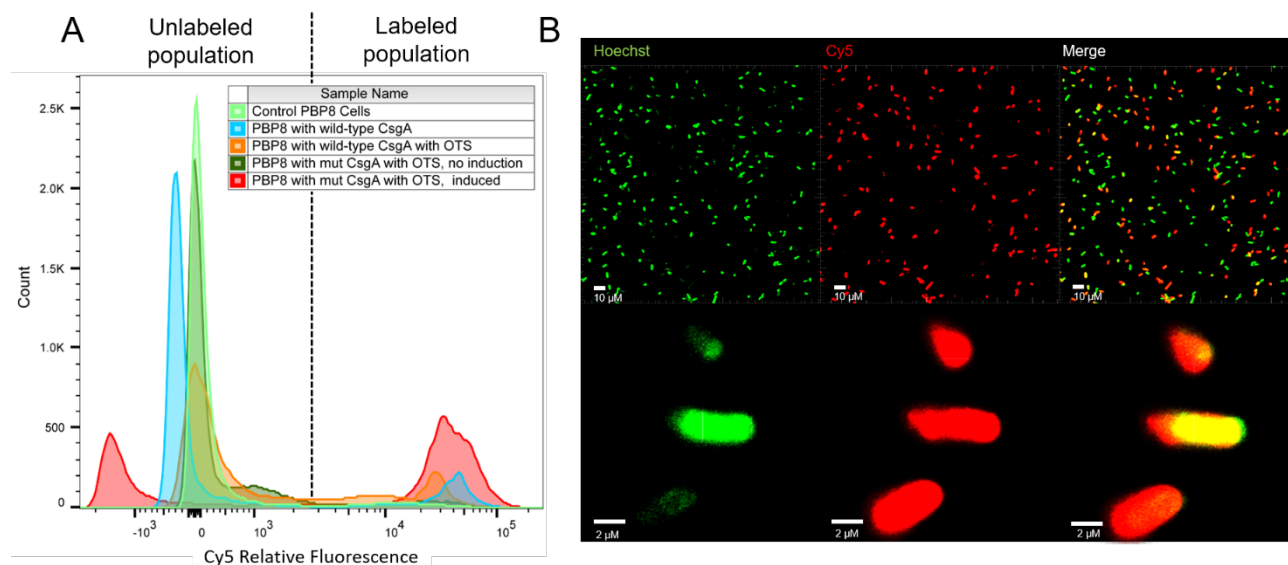 A
Unlabeled
population
Labeled
population
B
Sample Name
Control PBP8 Cells
PBP8 with wild-type CsgA
PBP8 with wild-type CsgA with OTS
PBP8 with mut CsgA with OTS, no induction
PBP8 with mut CsgA with OTS, induced
2.5K
2.0K
1.5K
1.0K
500
0
Count
-10³ 0 10³ 10⁴ 10⁵
Cy5 Relative Fluorescence
Hoechst Cy5 Merge
10 µM 10 µM 10 µM
2 µM 2 µM 2 µM